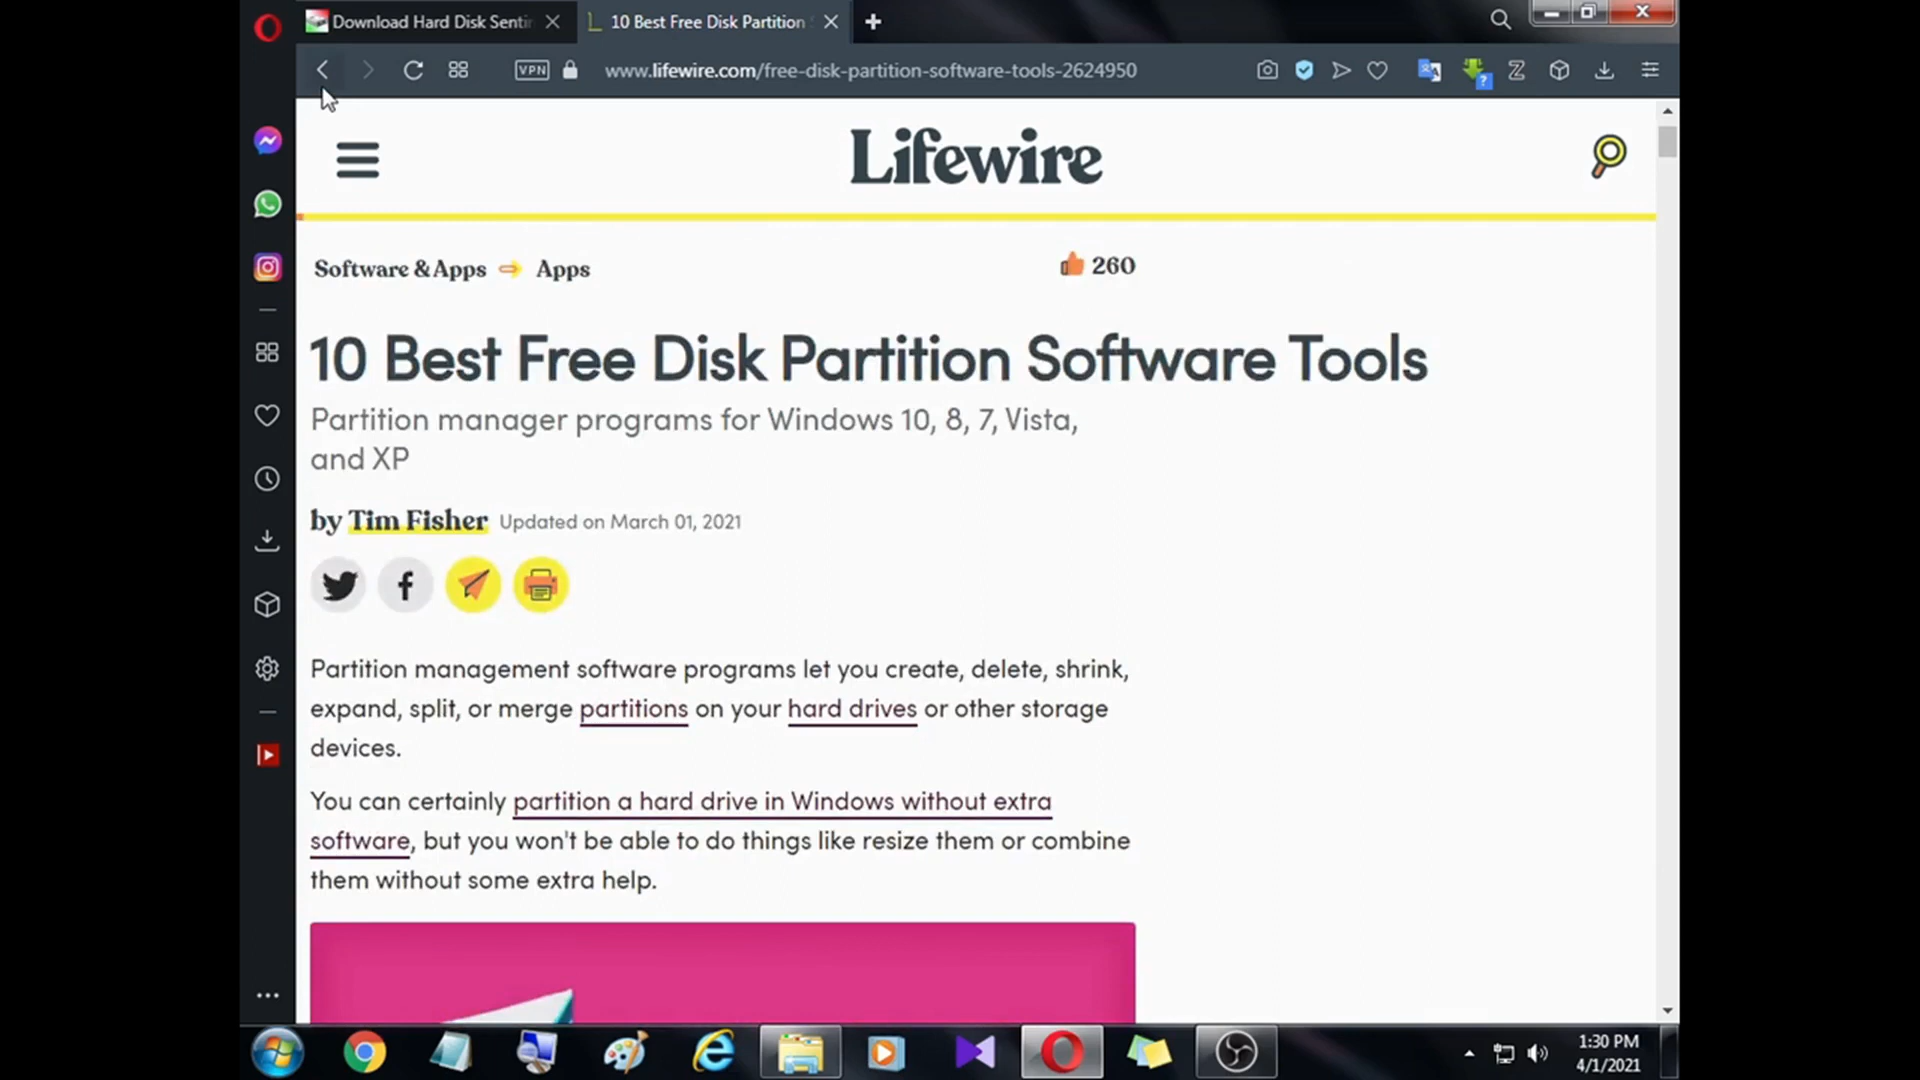 Download Hard Disk Senti
10 Best Free Disk Partition
VPN
www.lifewire.com/free-disk-partition-software-tools-2624950
Lifewire
Software & Apps Apps
260
10 Best Free Disk Partition Software Tools
Partition manager programs for Windows 10, 8, 7, Vista,
and XP
by Tim Fisher Updated on March 01, 2021
Partition management software programs let you create, delete, shrink,
expand, split, or merge partitions on your hard drives or other storage
devices.
You can certainly partition a hard drive in Windows without extra
software, but you won't be able to do things like resize them or combine
them without some extra help.
1:30 PM
4/1/2021